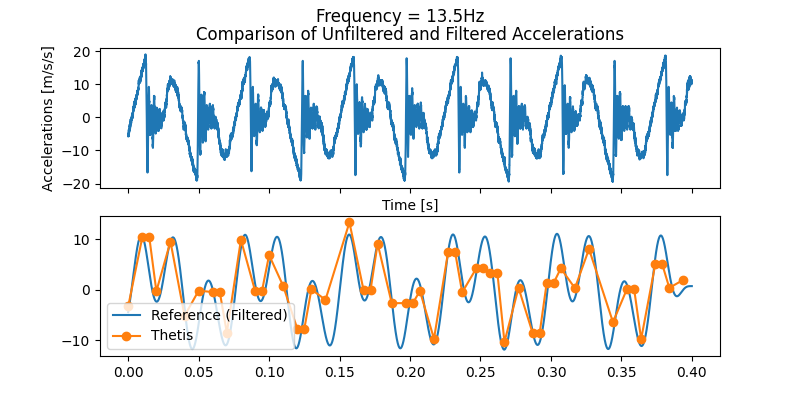 Frequency = 13.5Hz
Comparison of Unfiltered and Filtered Accelerations
Accelerations [m/s/s]
20
10
0
−10
−20
Time [s]
10
0
−10
Reference (Filtered)
Thetis
0.00 0.05 0.10 0.15 0.20 0.25 0.30 0.35 0.40